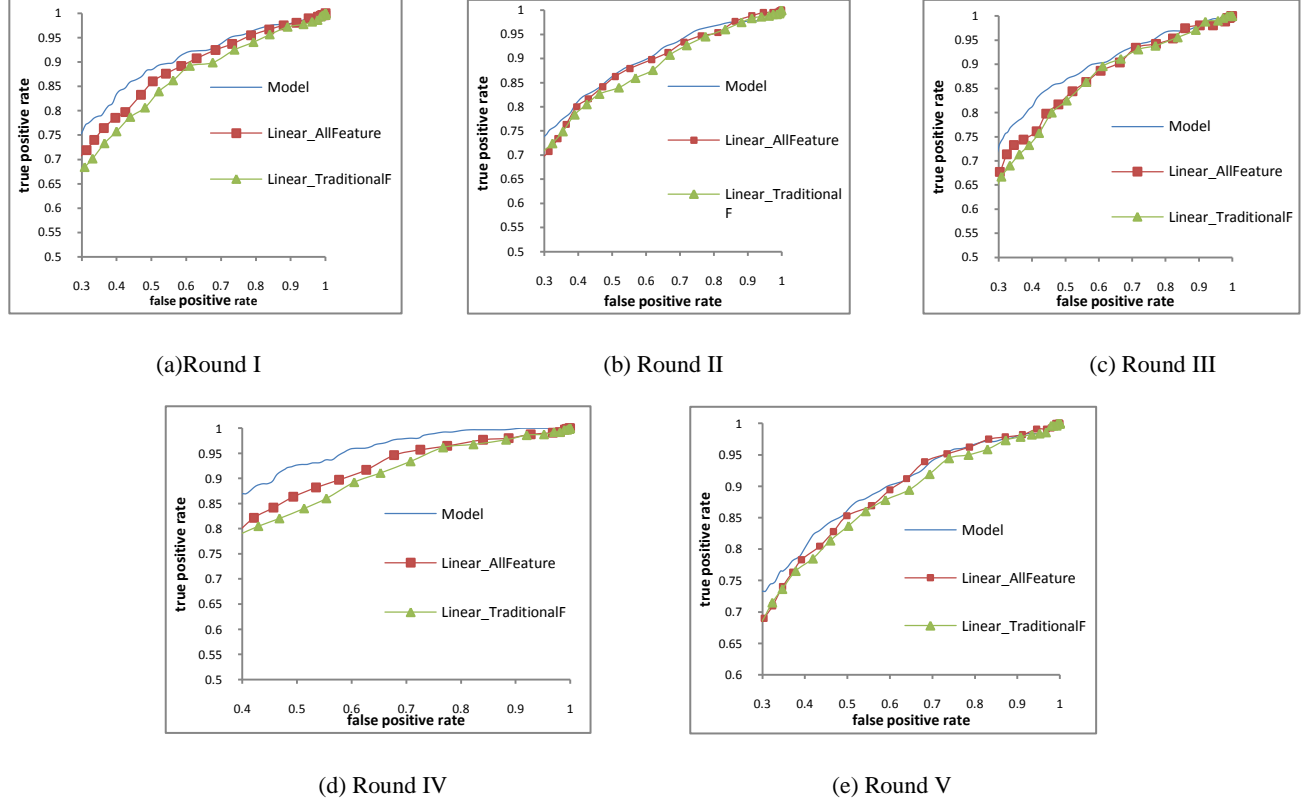 1
0.95
0.9
0.85
0.8
0.75
0.7
0.65
0.6
0.55
0.5
true positive rate
Model
Linear_AllFeature
Linear_TraditionalF
0.3 0.4 0.5 0.6 0.7 0.8 0.9 1
false positive rate
(a)Round I
1
0.95
0.9
0.85
0.8
0.75
0.7
0.65
0.6
0.55
0.5
true positive rate
Model
Linear_AllFeature
Linear_Traditional
F
0.3 0.4 0.5 0.6 0.7 0.8 0.9 1
false positive rate
(b) Round II
1
0.95
0.9
0.85
0.8
0.75
0.7
0.65
0.6
0.55
0.5
true positive rate
Model
Linear_AllFeature
Linear_TraditionalF
0.3 0.4 0.5 0.6 0.7 0.8 0.9 1
false positive rate
(c) Round III
1
0.95
0.9
0.85
0.8
0.75
0.7
0.65
0.6
0.55
0.5
true positive rate
Model
Linear_AllFeature
Linear_TraditionalF
0.4 0.5 0.6 0.7 0.8 0.9 1
false positive rate
(d) Round IV
1
0.95
0.9
0.85
0.8
0.75
0.7
0.65
0.6
true positive rate
Model
Linear_AllFeature
Linear_TraditionalF
0.3 0.4 0.5 0.6 0.7 0.8 0.9 1
false positive rate
(e) Round V